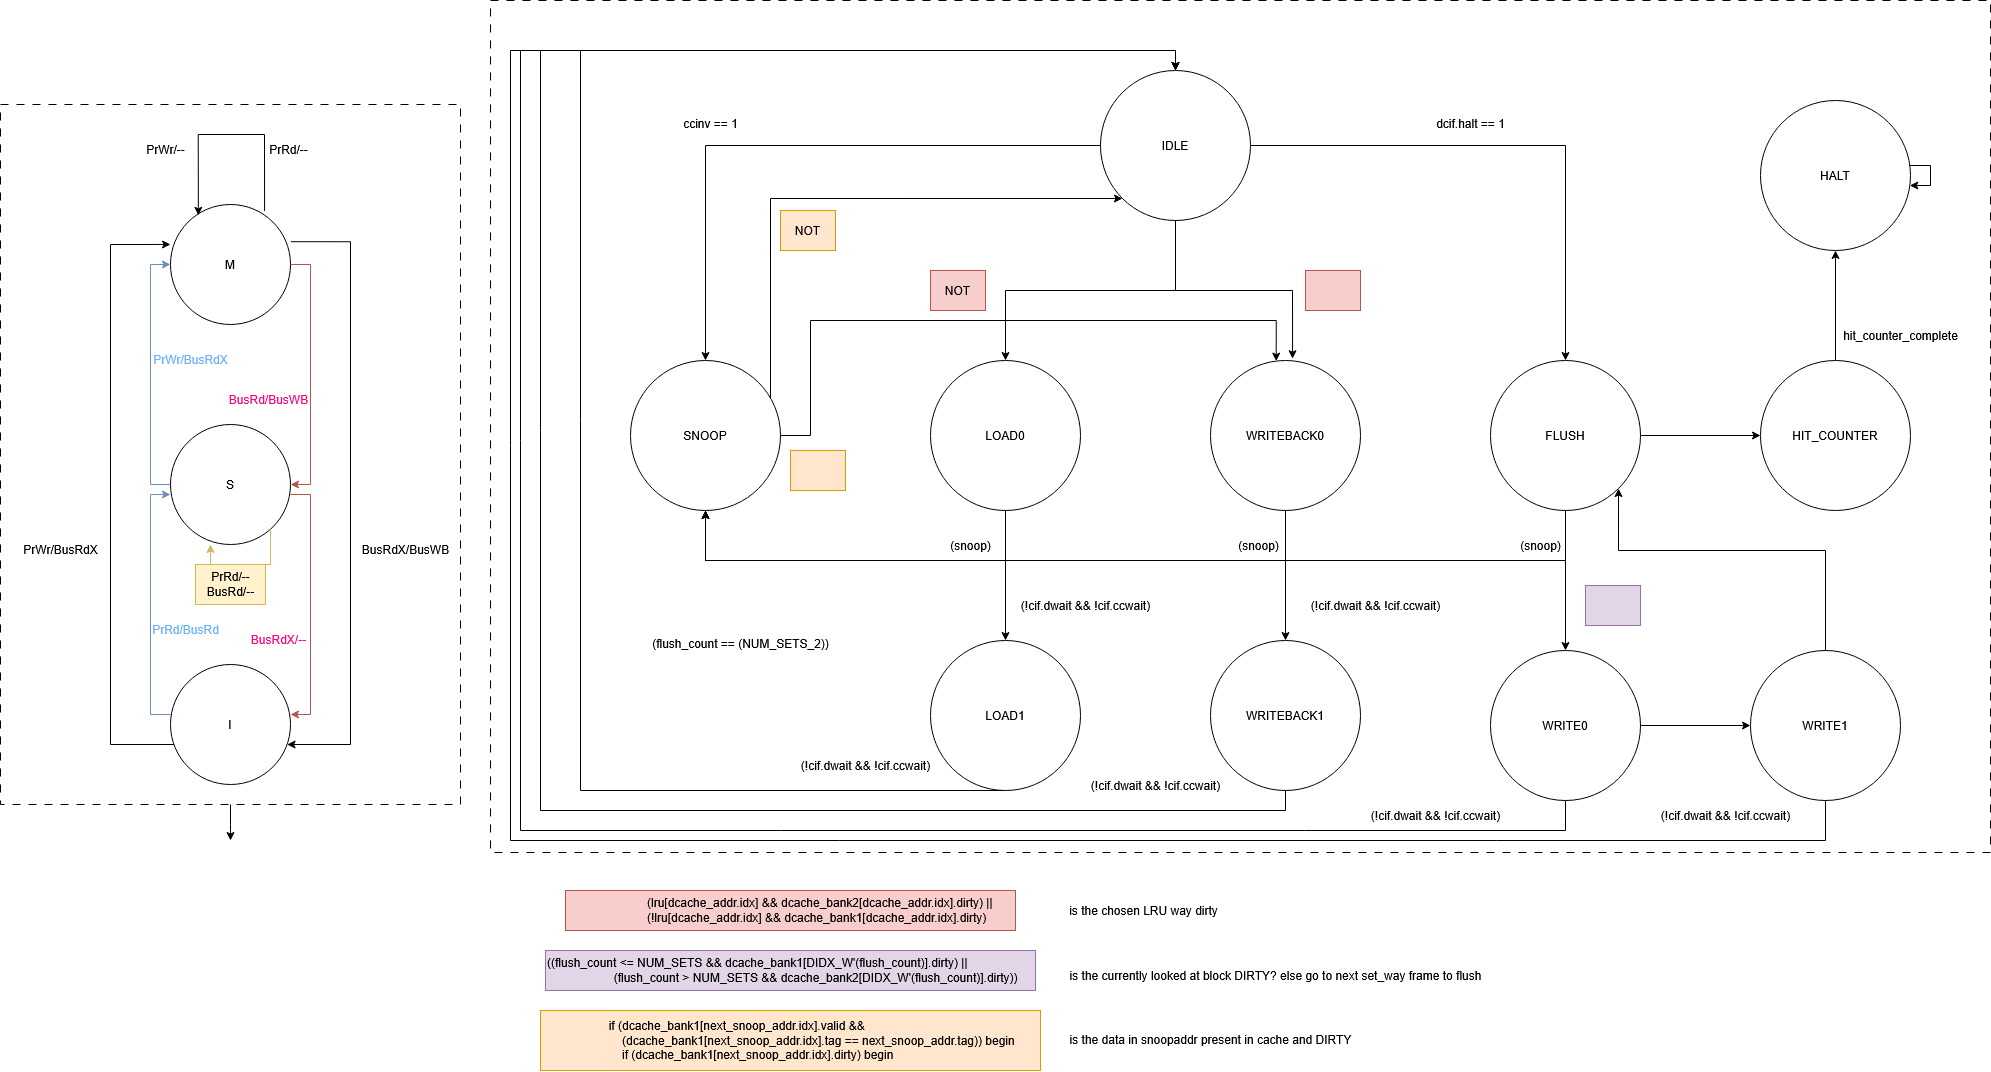 PrWr/--
PrRd/--
M
PrWr/BusRdX
BusRd/BusWB
S
PrWr/BusRdX
BusRdX/BusWB
PrRd/--
BusRd/--
PrRd/BusRd
BusRdX/--
I
ccinv == 1
IDLE
dcif.halt == 1
HALT
NOT
NOT
hit_counter_complete
SNOOP
LOAD0
WRITEBACK0
FLUSH
HIT_COUNTER
(snoop)
(snoop)
(snoop)
(!cif.dwait && !cif.ccwait)
(!cif.dwait && !cif.ccwait)
(flush_count == (NUM_SETS_2))
LOAD1
WRITEBACK1
WRITE0
WRITE1
(!cif.dwait && !cif.ccwait)
(!cif.dwait && !cif.ccwait)
(!cif.dwait && !cif.ccwait)
(!cif.dwait && !cif.ccwait)
(lru[dcache_addr.idx] && dcache_bank2[dcache_addr.idx].dirty) ||
(!lru[dcache_addr.idx] && dcache_bank1[dcache_addr.idx].dirty)
is the chosen LRU way dirty
((flush_count <= NUM_SETS && dcache_bank1[DIDX_W'(flush_count)].dirty) ||
(flush_count > NUM_SETS && dcache_bank2[DIDX_W'(flush_count)].dirty))
is the currently looked at block DIRTY? else go to next set_way frame to flush
if (dcache_bank1[next_snoop_addr.idx].valid &&
(dcache_bank1[next_snoop_addr.idx].tag == next_snoop_addr.tag)) begin
if (dcache_bank1[next_snoop_addr.idx].dirty) begin
is the data in snoopaddr present in cache and DIRTY